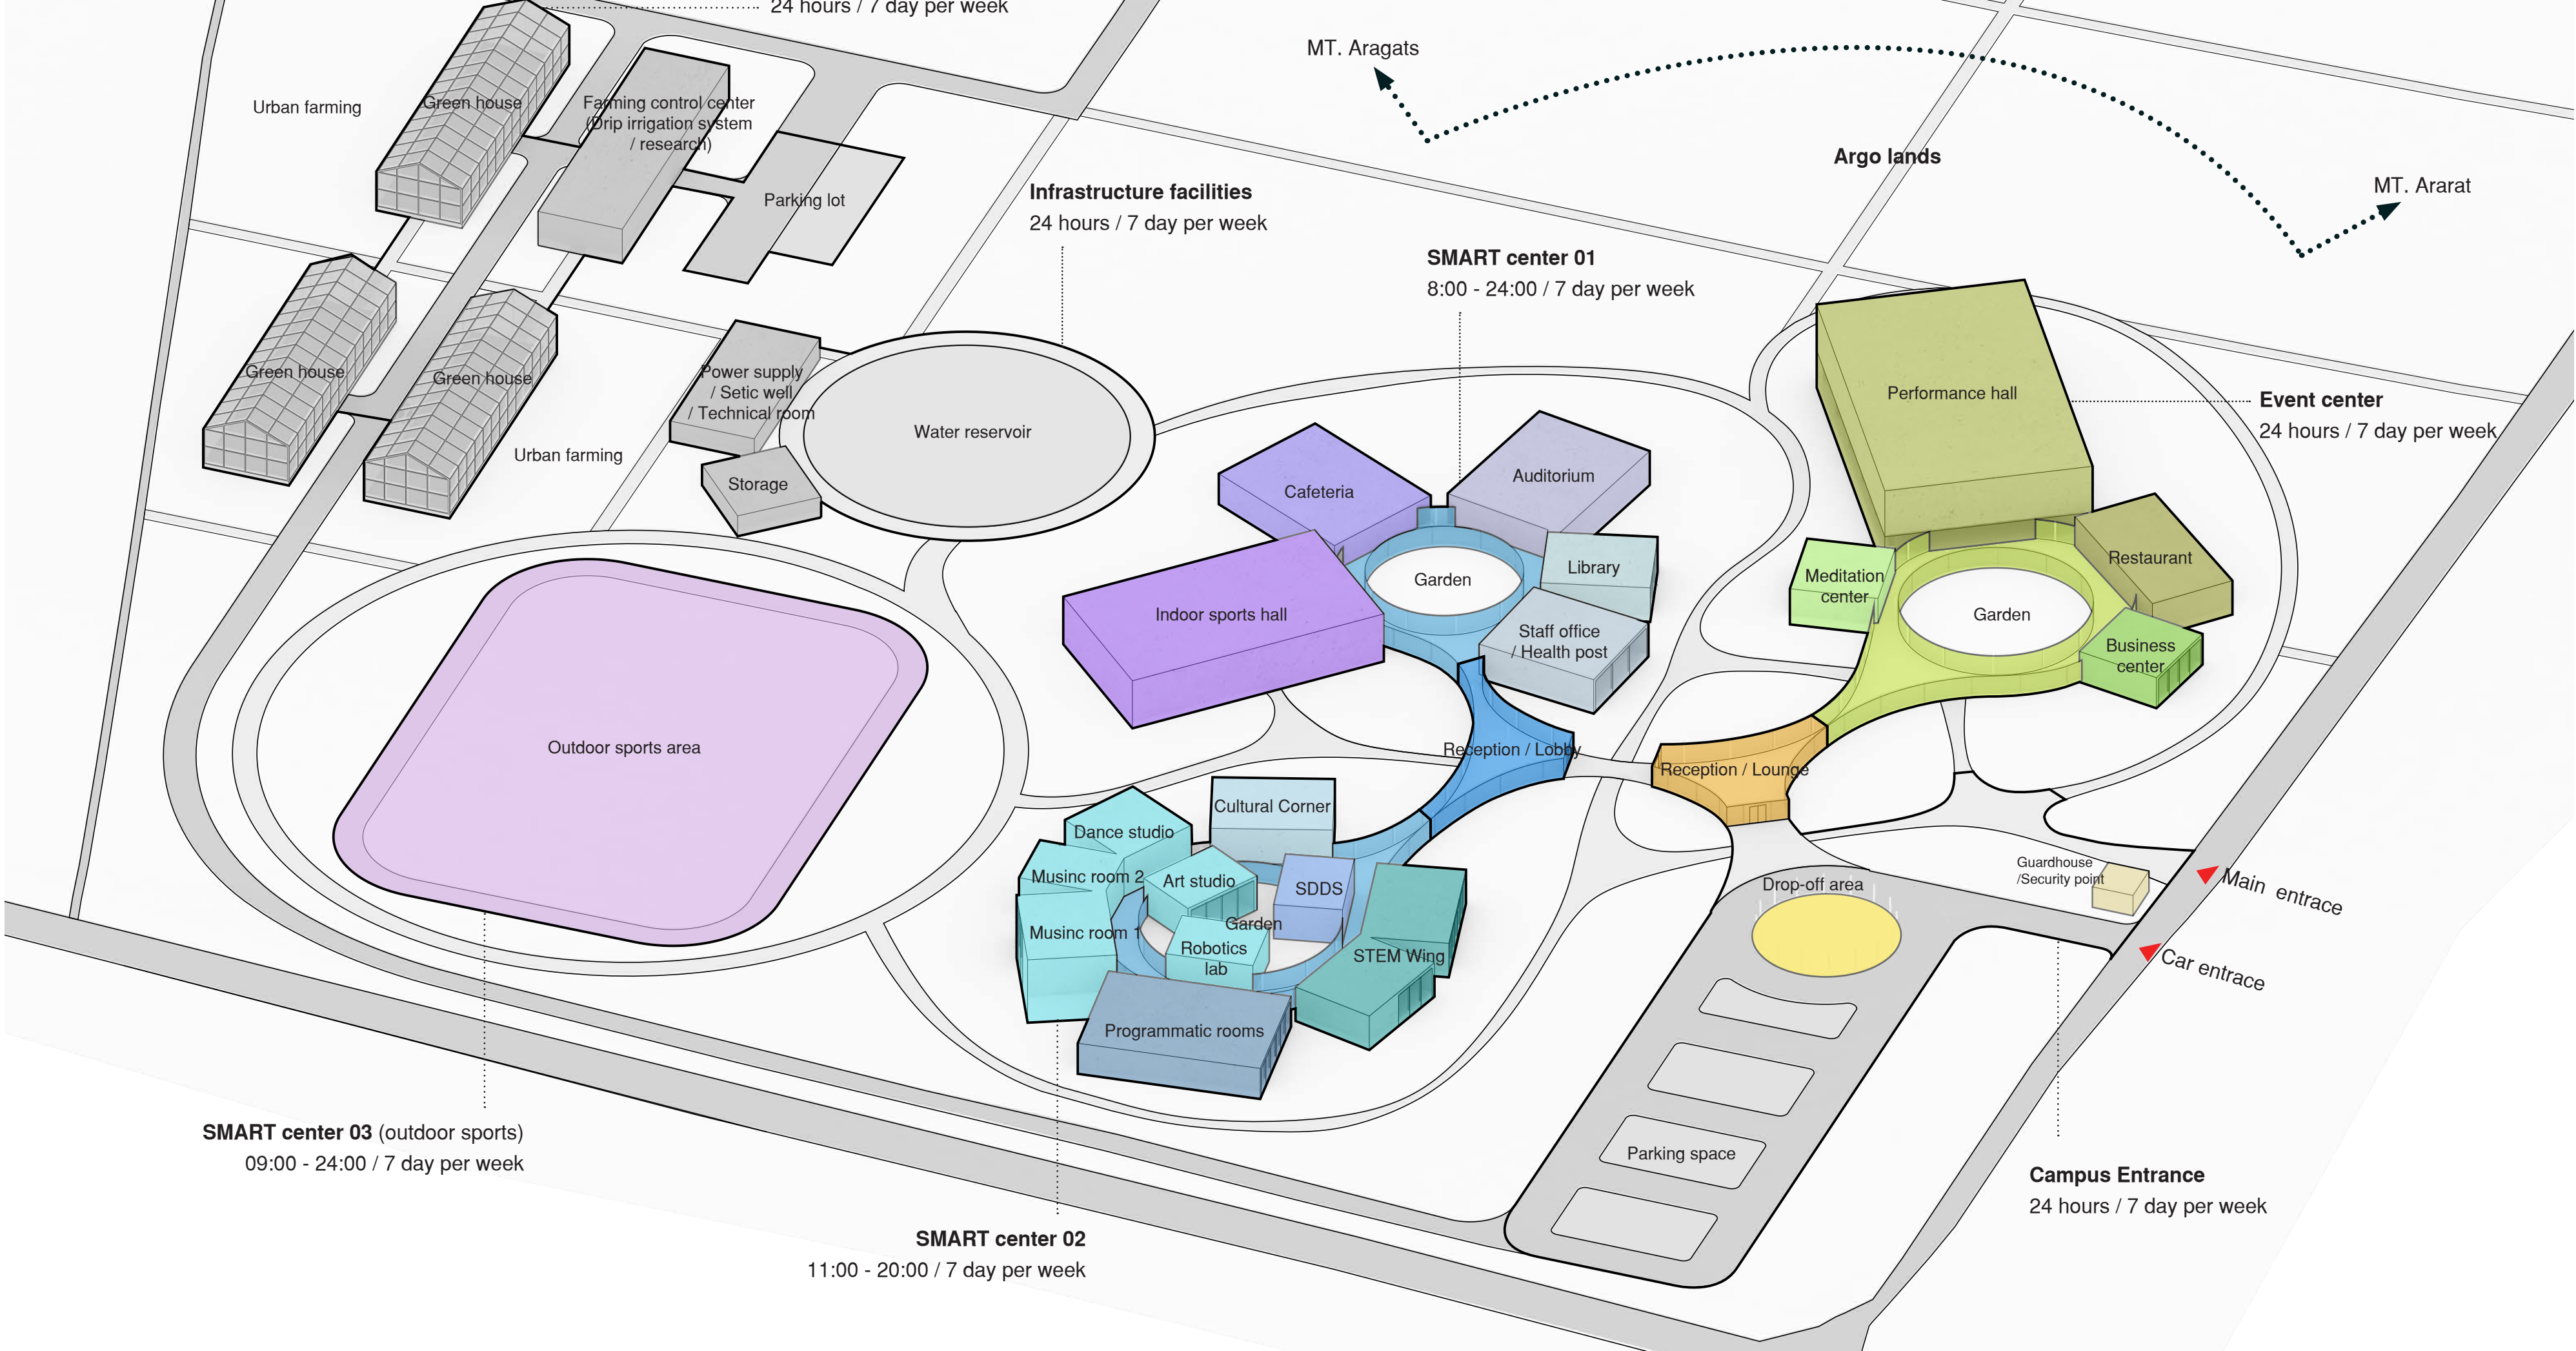 24 hours / 7 day per week
MT. Aragats
Urban farming
Green house
Farming control center
(Drip irrigation system
/ research)
Argo lands
MT. Ararat
Parking lot
Infrastructure facilities
24 hours / 7 day per week
SMART center 01
8:00 - 24:00 / 7 day per week
Green house
Green house
Power supply
/ Setic well
/ Technical room
Performance hall
Event center
24 hours / 7 day per week
Water reservoir
Urban farming
Storage
Cafeteria
Auditorium
Garden
Library
Restaurant
Meditation
center
Garden
Indoor sports hall
Staff office
/ Health post
Business
center
Outdoor sports area
Reception / Lobby
Reception / Lounge
Cultural Corner
Dance studio
Musinc room 2
Art studio
SDDS
Drop-off area
Guardhouse
/Security point
Main entrace
Musinc room 1
Garden
Robotics
lab
STEM Wing
Car entrace
Programmatic rooms
SMART center 03 (outdoor sports)
09:00 - 24:00 / 7 day per week
Parking space
Campus Entrance
24 hours / 7 day per week
SMART center 02
11:00 - 20:00 / 7 day per week